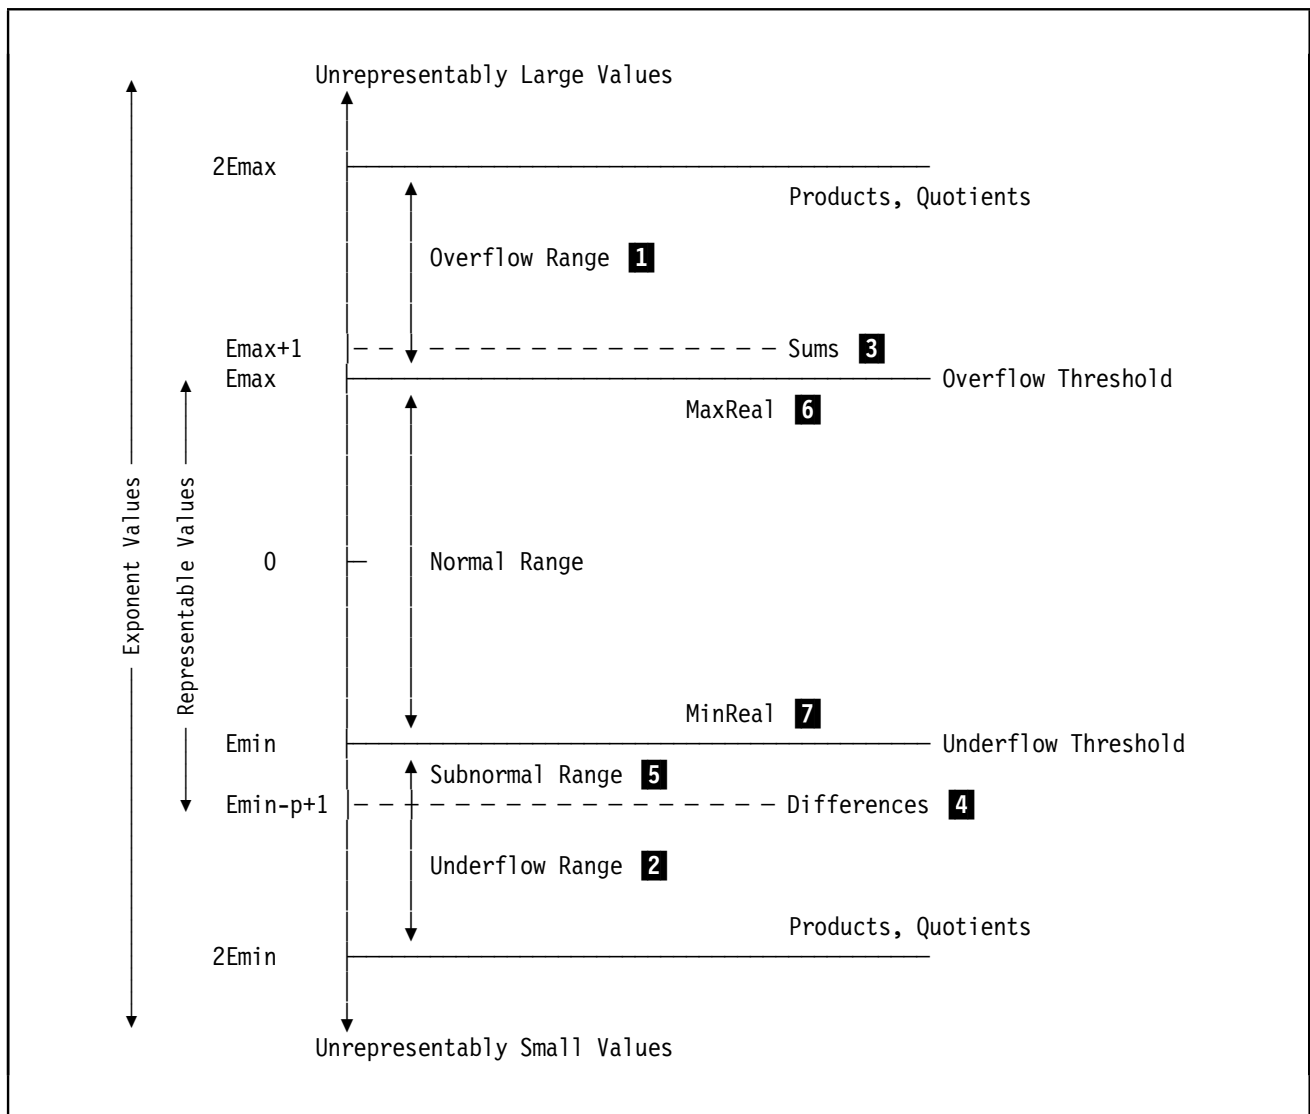 Unrepresentably Large Values
2Emax
Products, Quotients
Overflow Range 1
Emax+1 Sums 3
Emax Overflow Threshold
MaxReal 6
Exponent Values
Representable Values
0 Normal Range
MinReal 7
Emin Underflow Threshold
Subnormal Range 5
Emin-p+1 Differences 4
Underflow Range 2
Products, Quotients
2Emin
Unrepresentably Small Values